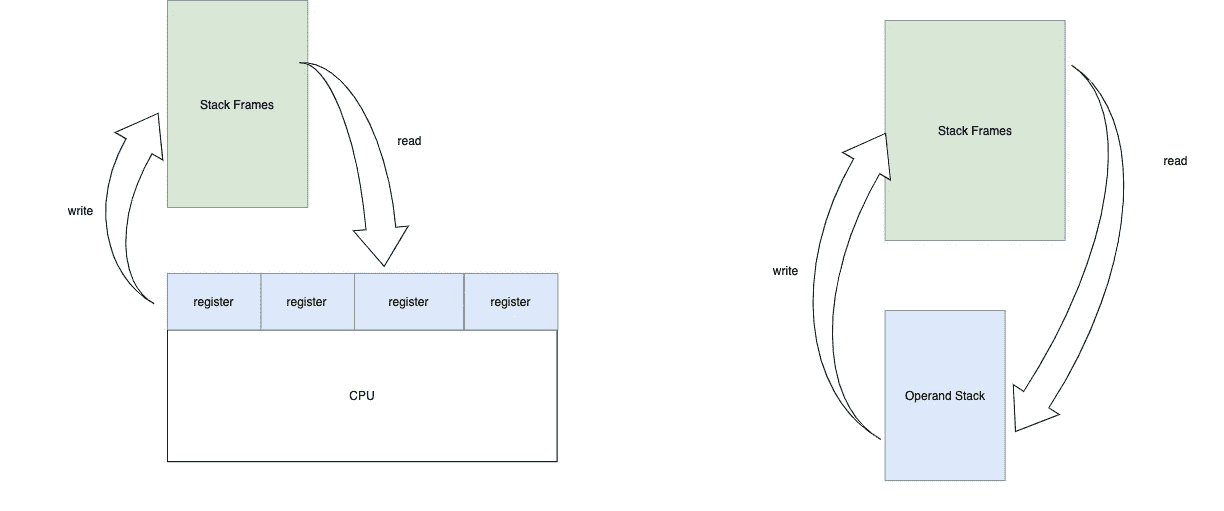 Stack Frames
read
write
register
register
register
register
CPU
Stack Frames
read
write
Operand Stack